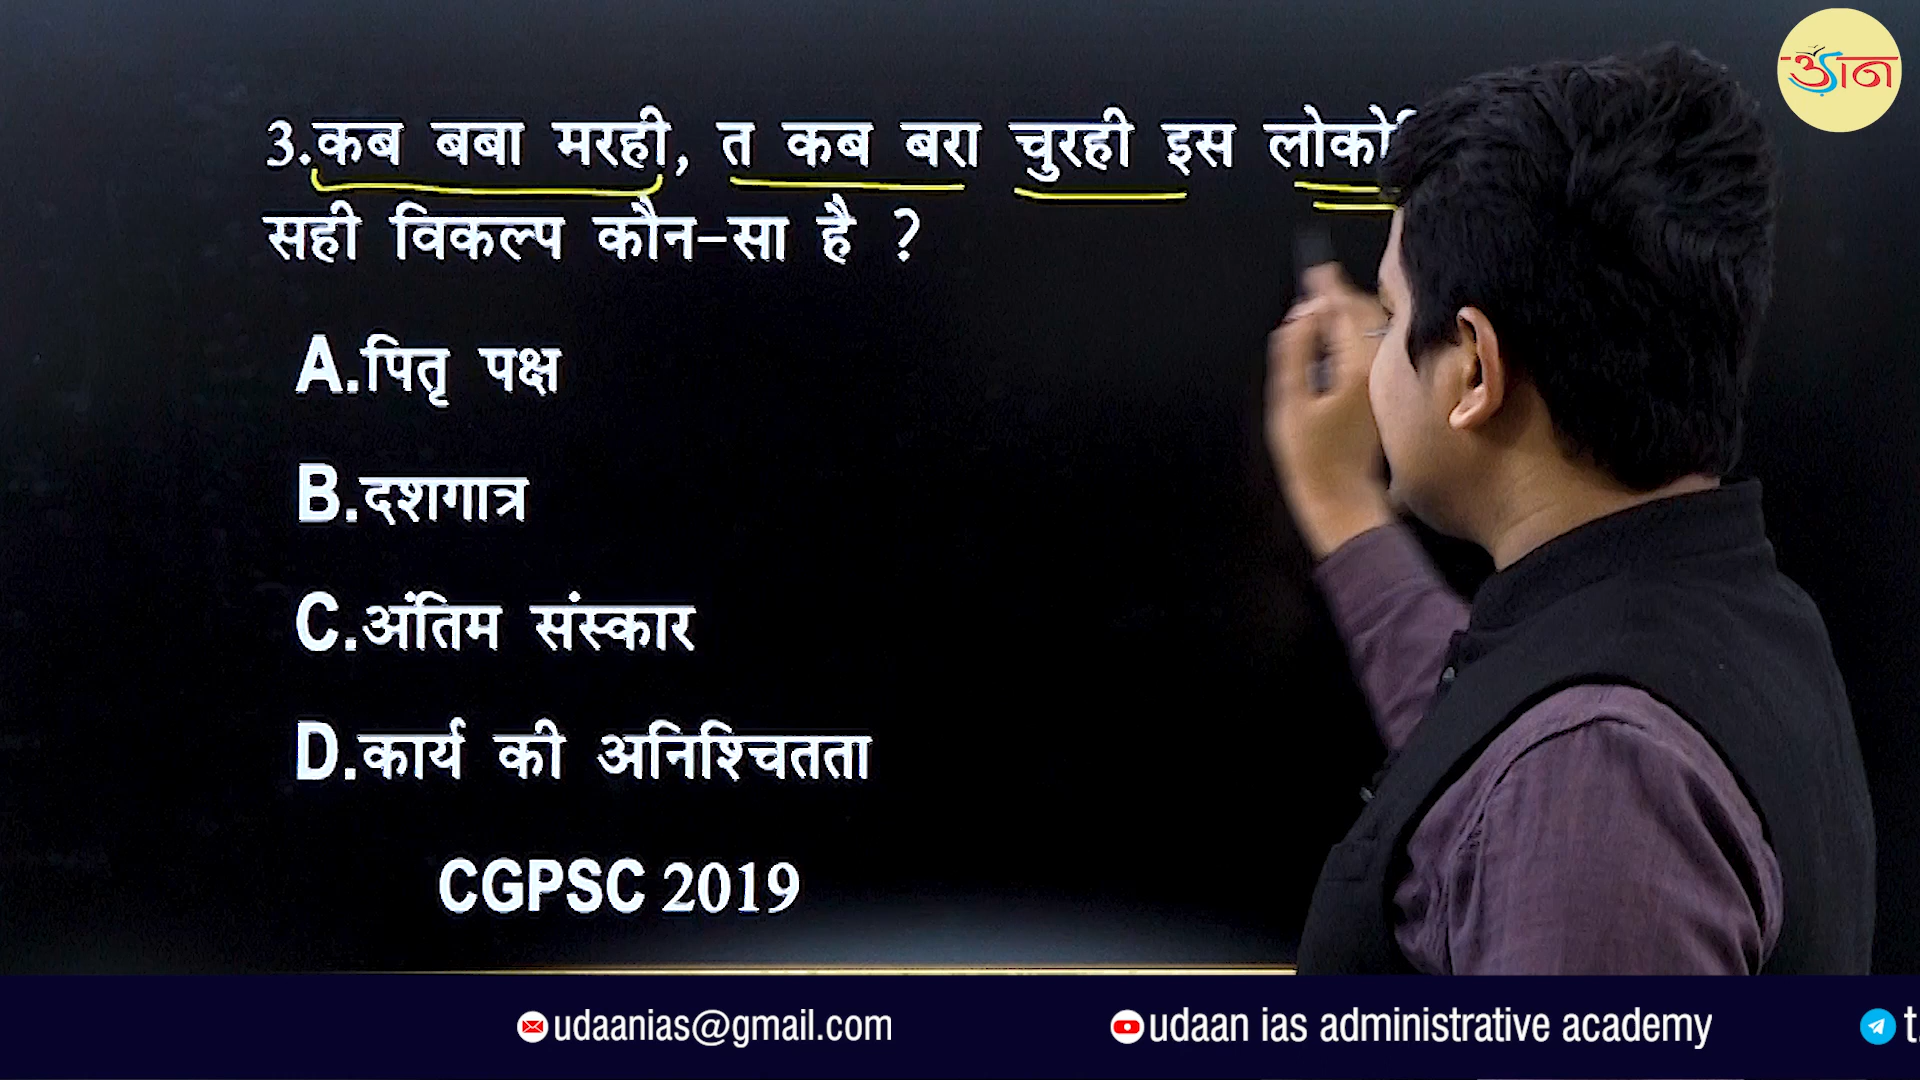 उड़ान
3.कब बबा मरही, त कब बरा चुरही इस
सही विकल्प कौन-सा है ?
A.पितृ पक्ष
B.दशगात्र
C.अंतिम संस्कार
D.कार्य की अनिश्चितता
CGPSC 2019
udaanias@gmail.com udaan ias administrative academy